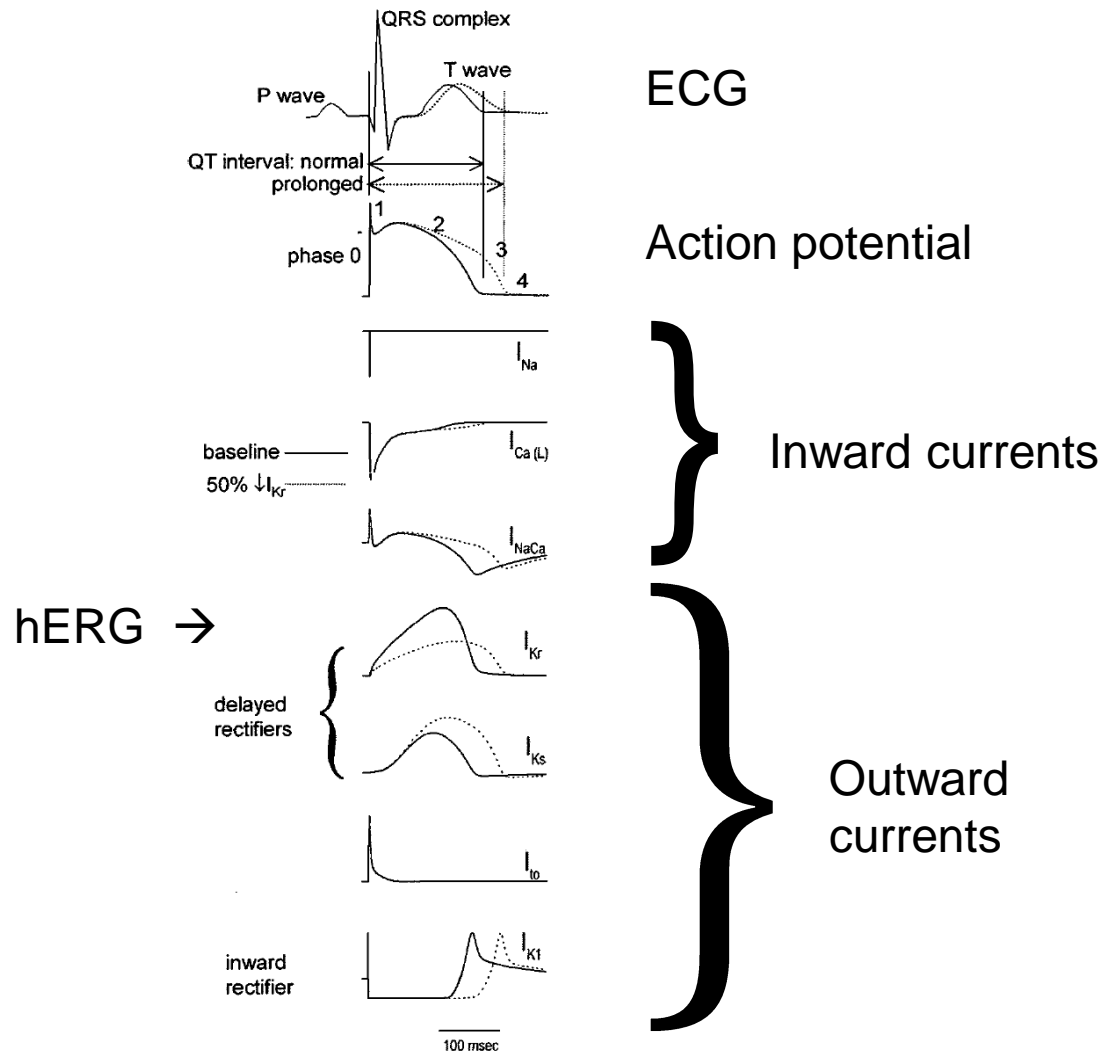 QRS complex
T wave
P wave
ECG
QT interval: normal
prolonged
1
2
3
4
phase 0
Action potential
I Na
I Ca (L)
baseline
50% ↓I Kr
Inward currents
I NaCa
hERG →
I Kr
delayed
rectifiers
I Ks
Outward
currents
I to
I K1
inward
rectifier
100 msec